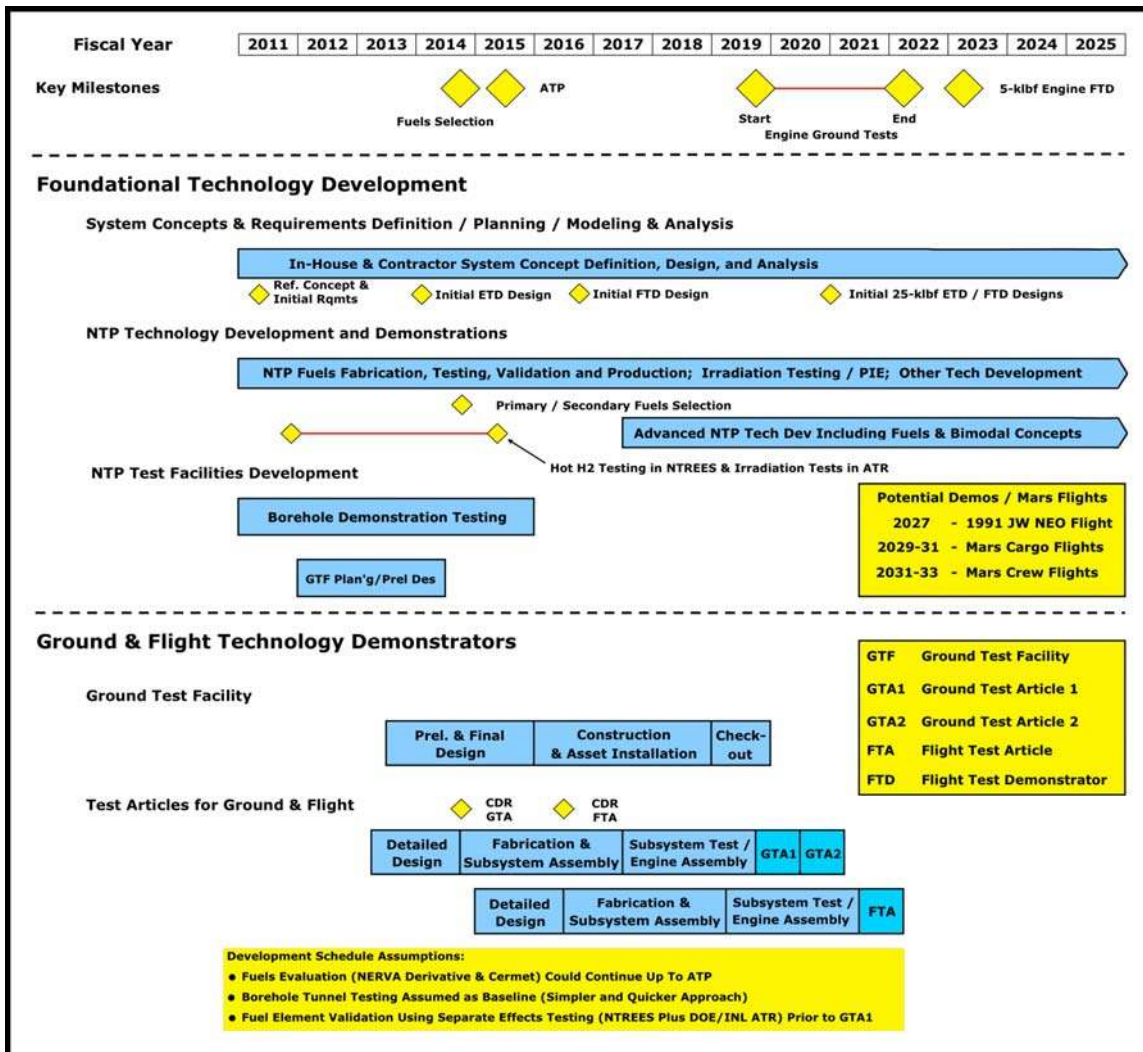 Fiscal Year 2011 2012 2013 2014 2015 2016 2017 2018 2019 2020 2021 2022 2023 2024 2025
Key Milestones
ATP
5-klbf Engine FTD
Fuels Selection
Start
End
Engine Ground Tests
Foundational Technology Development
System Concepts & Requirements Definition / Planning / Modeling & Analysis
In-House & Contractor System Concept Definition, Design, and Analysis
Ref. Concept &
Initial Rqmts
Initial ETD Design
Initial FTD Design
Initial 25-klbf ETD / FTD Designs
NTP Technology Development and Demonstrations
NTP Fuels Fabrication, Testing, Validation and Production; Irradiation Testing / PIE; Other Tech Development
Primary / Secondary Fuels Selection
Advanced NTP Tech Dev Including Fuels & Bimodal Concepts
Hot H2 Testing in NTREES & Irradiation Tests in ATR
NTP Test Facilities Development
Borehole Demonstration Testing
GTF Plan'g/Prel Des
Potential Demos / Mars Flights
2027 - 1991 JW NEO Flight
2029-31 - Mars Cargo Flights
2031-33 - Mars Crew Flights
Ground & Flight Technology Demonstrators
Ground Test Facility
Prel. & Final
Design
Construction
& Asset Installation
Check-
out
GTF Ground Test Facility
GTA1 Ground Test Article 1
GTA2 Ground Test Article 2
FTA Flight Test Article
FTD Flight Test Demonstrator
Test Articles for Ground & Flight
CDR
GTA
CDR
FTA
Detailed
Design
Fabrication &
Subsystem Assembly
Subsystem Test /
Engine Assembly
GTA1
GTA2
Detailed
Design
Fabrication &
Subsystem Assembly
Subsystem Test /
Engine Assembly
FTA
Development Schedule Assumptions:
● Fuels Evaluation (NERVA Derivative & Cermet) Could Continue Up To ATP
● Borehole Tunnel Testing Assumed as Baseline (Simpler and Quicker Approach)
● Fuel Element Validation Using Separate Effects Testing (NTREES Plus DOE/INL ATR) Prior to GTA1